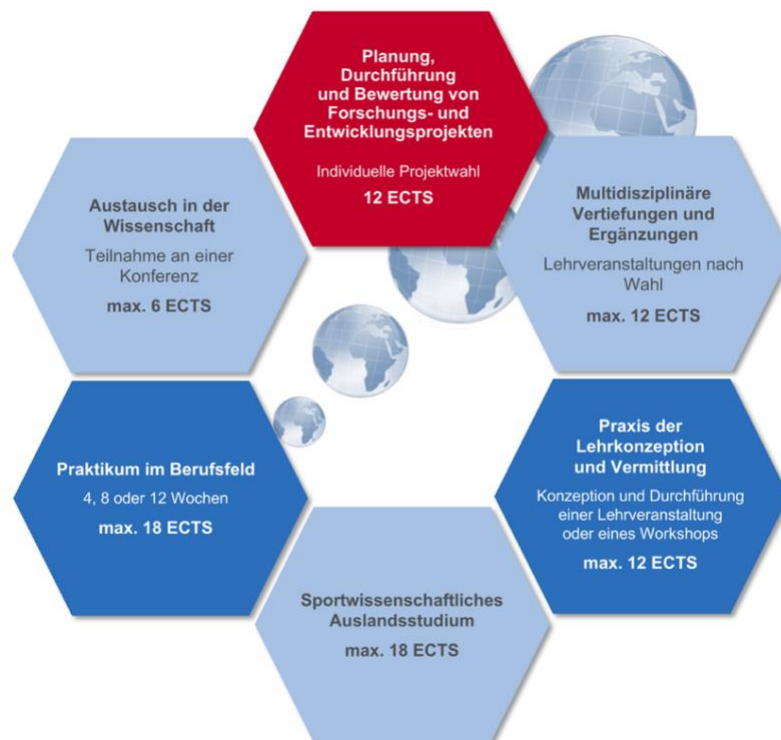 Planung,
Durchführung
und Bewertung von
Forschungs- und
Entwicklungsprojekten
Individuelle Projektwahl
12 ECTS
Austausch in der
Wissenschaft
Teilnahme an einer
Konferenz
max. 6 ECTS
Multidisziplinäre
Vertiefungen und
Ergänzungen
Lehrveranstaltungen nach
Wahl
max. 12 ECTS
Praktikum im Berufsfeld
4, 8 oder 12 Wochen
max. 18 ECTS
Praxis der
Lehrkonzeption
und Vermittlung
Konzeption und Durchführung
einer Lehrveranstaltung
oder eines Workshops
max. 12 ECTS
Sportwissenschaftliches
Auslandsstudium
max. 18 ECTS